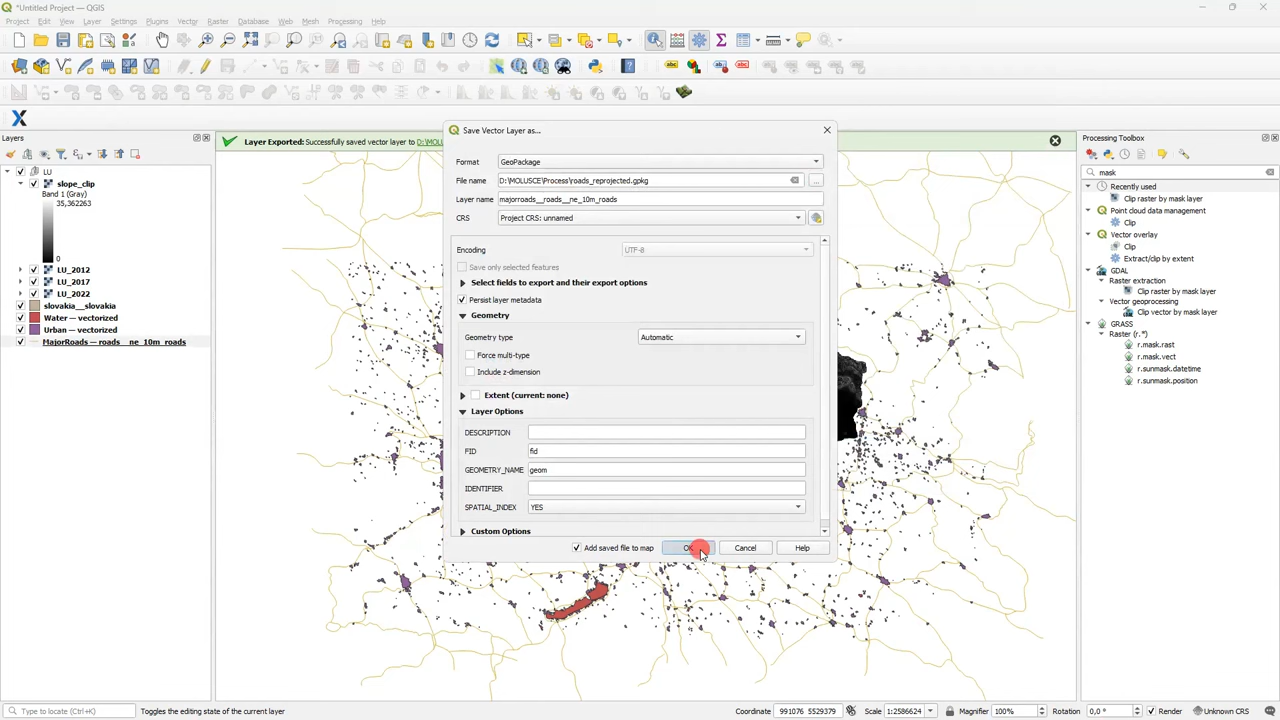 *Untitled Project — QGIS
Project Edit View Layer Settings Plugins Vector Raster Database Web Mesh Processing Help
Layers
LU
slope_clip
Band 1 (Gray)
35,362263
0
LU_2012
LU_2017
LU_2022
slovakia__slovakia
Water — vectorized
Urban — vectorized
MajorRoads — roads__ne_10m_roads
Layer Exported: Successfully saved vector layer to D:\MOLU
Save Vector Layer as...
Format GeoPackage
File name D:\MOLUSCE\Process\roads_reprojected.gpkg ...
Layer name majorroads__roads__ne_10m_roads
CRS Project CRS: unnamed
Encoding UTF-8
Save only selected features
Select fields to export and their export options
Persist layer metadata
Geometry
Geometry type Automatic
Force multi-type
Include z-dimension
Extent (current: none)
Layer Options
DESCRIPTION
FID fid
GEOMETRY_NAME geom
IDENTIFIER
SPATIAL_INDEX YES
Custom Options
Add saved file to map OK Cancel Help
Processing Toolbox
mask
Recently used
Clip raster by mask layer
Point cloud data management
Clip
Vector overlay
Clip
Extract/clip by extent
GDAL
Raster extraction
Clip raster by mask layer
Vector geoprocessing
Clip vector by mask layer
GRASS
Raster (r.*)
r.mask.rast
r.mask.vect
r.sunmask.datetime
r.sunmask.position
Type to locate (Ctrl+K) Toggles the editing state of the current layer Coordinate 991076 5529379 Scale 1:2586624 Magnifier 100% Rotation 0,0 ° Render Unknown CRS